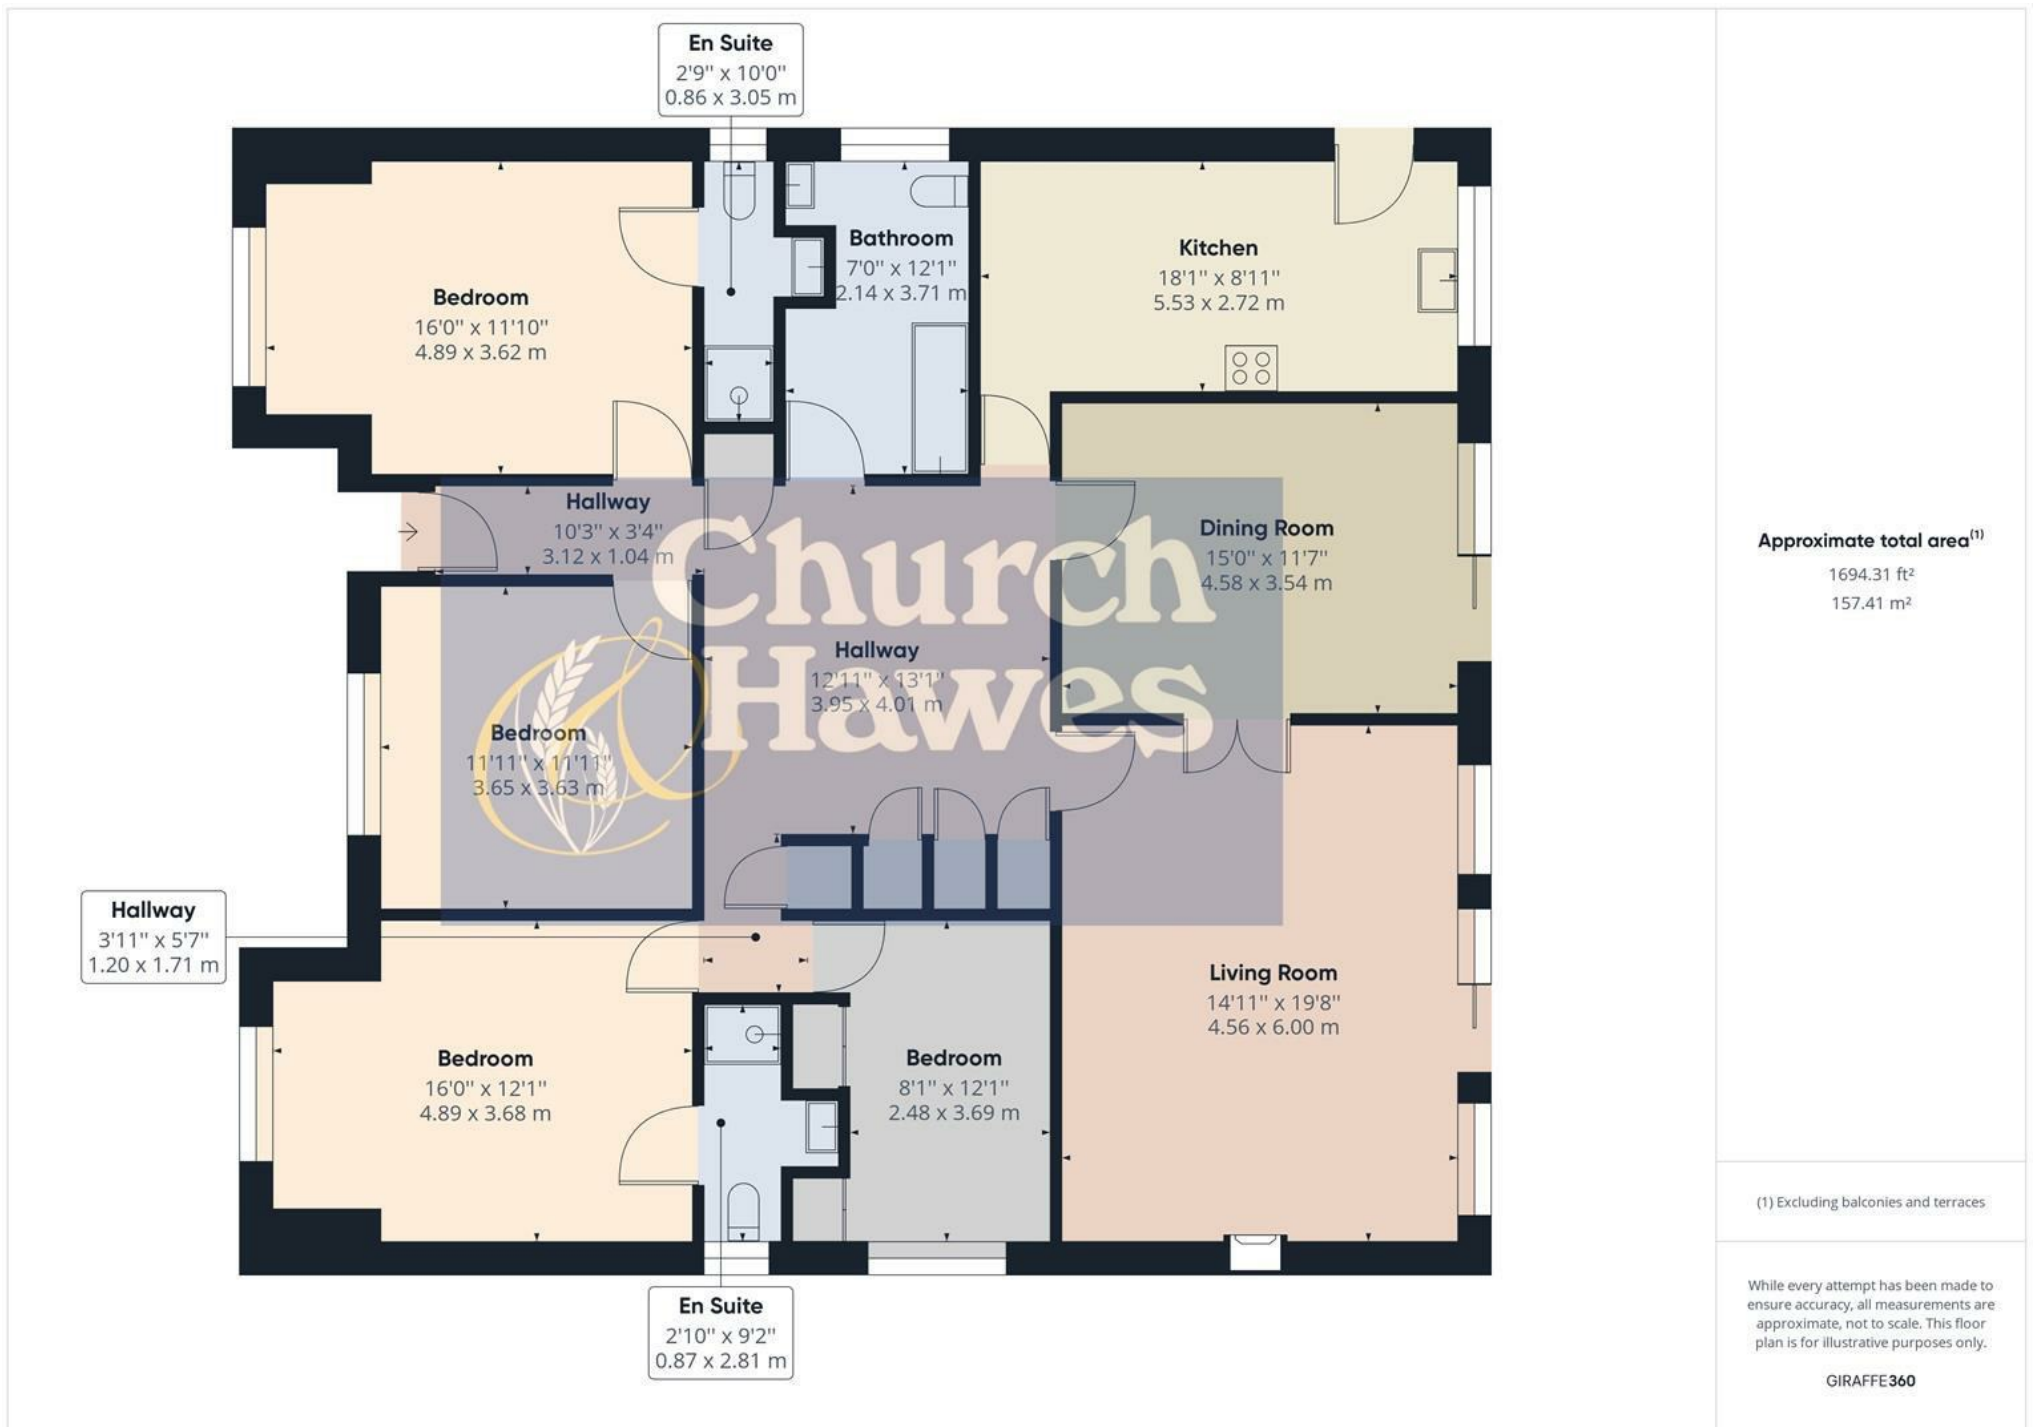 En Suite
2'9" x 10'0"
0.86 x 3.05 m
Bathroom
7'0" x 12'1"
2.14 x 3.71 m
Kitchen
18'1" x 8'11"
5.53 x 2.72 m
Bedroom
16'0" x 11'10"
4.89 x 3.62 m
Hallway
10'3" x 3'4"
3.12 x 1.04 m
Dining Room
15'0" x 11'7"
4.58 x 3.54 m
Church
& Hawes
Hallway
12'11" x 13'1"
3.95 x 4.01 m
Bedroom
11'11" x 11'11"
3.65 x 3.63 m
Hallway
3'11" x 5'7"
1.20 x 1.71 m
Living Room
14'11" x 19'8"
4.56 x 6.00 m
Bedroom
16'0" x 12'1"
4.89 x 3.68 m
Bedroom
8'1" x 12'1"
2.48 x 3.69 m
En Suite
2'10" x 9'2"
0.87 x 2.81 m
Approximate total area(1)
1694.31 ft²
157.41 m²
(1) Excluding balconies and terraces
While every attempt has been made to
ensure accuracy, all measurements are
approximate, not to scale. This floor
plan is for illustrative purposes only.
GIRAFFE360